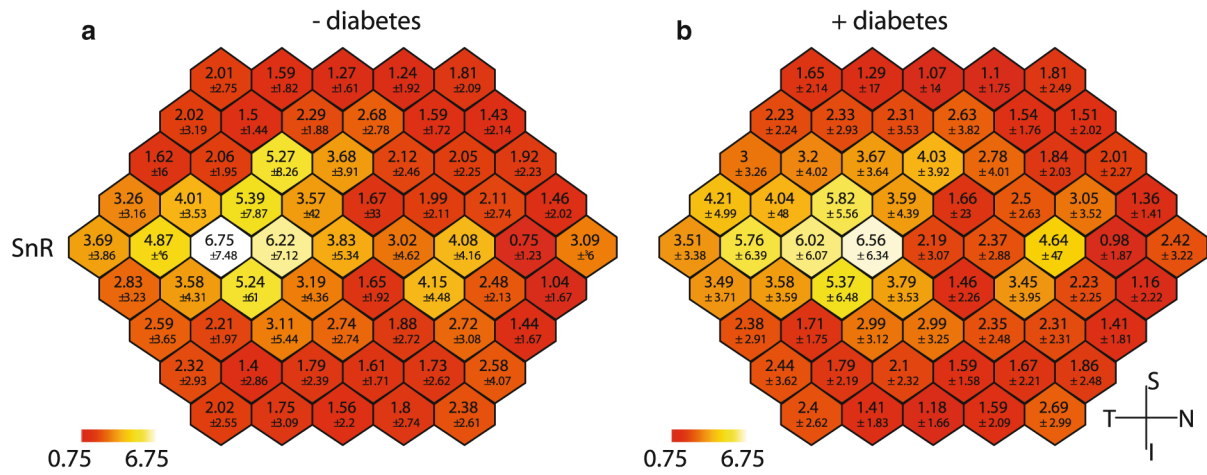 a - diabetes
b + diabetes
2.01 1.59 1.27 1.24 1.81
±2.75 ±1.82 ±1.61 ±1.92 ±2.09
1.65 1.29 1.07 1.1 1.81
± 2.14 ± 17 ± 14 ± 1.75 ± 2.49
2.02 1.5 2.29 2.68 1.59 1.43
±3.19 ±1.44 ±1.88 ±2.78 ±1.72 ±2.14
2.23 2.33 2.31 2.63 1.54 1.51
± 2.24 ± 2.93 ± 3.53 ± 3.82 ± 1.76 ± 2.02
1.62 2.06 5.27 3.68 2.12 2.05 1.92
±16 ±1.95 ±8.26 ±3.91 ±2.46 ±2.25 ±2.23
3 3.2 3.67 4.03 2.78 1.84 2.01
± 3.26 ± 4.02 ± 3.64 ± 3.92 ± 4.01 ± 2.03 ± 2.27
3.26 4.01 5.39 3.57 1.67 1.99 2.11 1.46
±3.16 ±3.53 ±7.87 ±42 ±33 ±2.11 ±2.74 ±2.02
4.21 4.04 5.82 3.59 1.66 2.5 3.05 1.36
± 4.99 ± 48 ± 5.56 ± 4.39 ± 23 ± 2.63 ± 3.52 ± 1.41
SnR
3.69 4.87 6.75 6.22 3.83 3.02 4.08 0.75 3.09
±3.86 ±°6 ±7.48 ±7.12 ±5.34 ±4.62 ±4.16 ±1.23 ±°6
3.51 5.76 6.02 6.56 2.19 2.37 4.64 0.98 2.42
± 3.38 ± 6.39 ± 6.07 ± 6.34 ± 3.07 ± 2.88 ± 47 ± 1.87 ± 3.22
2.83 3.58 5.24 3.19 1.65 4.15 2.48 1.04
±3.23 ±4.31 ±61 ±4.36 ±1.92 ±4.48 ±2.13 ±1.67
3.49 3.58 5.37 3.79 1.46 3.45 2.23 1.16
± 3.71 ± 3.59 ± 6.48 ± 3.53 ± 2.26 ± 3.95 ± 2.25 ± 2.22
2.59 2.21 3.11 2.74 1.88 2.72 1.44
±3.65 ±1.97 ±5.44 ±2.74 ±2.72 ±3.08 ±1.67
2.38 1.71 2.99 2.99 2.35 2.31 1.41
± 2.91 ± 1.75 ± 3.12 ± 3.25 ± 2.48 ± 2.31 ± 1.81
2.32 1.4 1.79 1.61 1.73 2.58
±2.93 ±2.86 ±2.39 ±1.71 ±2.62 ±4.07
2.44 1.79 2.1 1.59 1.67 1.86
± 3.62 ± 2.19 ± 2.32 ± 1.58 ± 2.21 ± 2.48
2.02 1.75 1.56 1.8 2.38
±2.55 ±3.09 ±2.2 ±2.74 ±2.61
2.4 1.41 1.18 1.59 2.69
± 2.62 ± 1.83 ± 1.66 ± 2.09 ± 2.99
0.75 6.75
0.75 6.75
S
T N
I